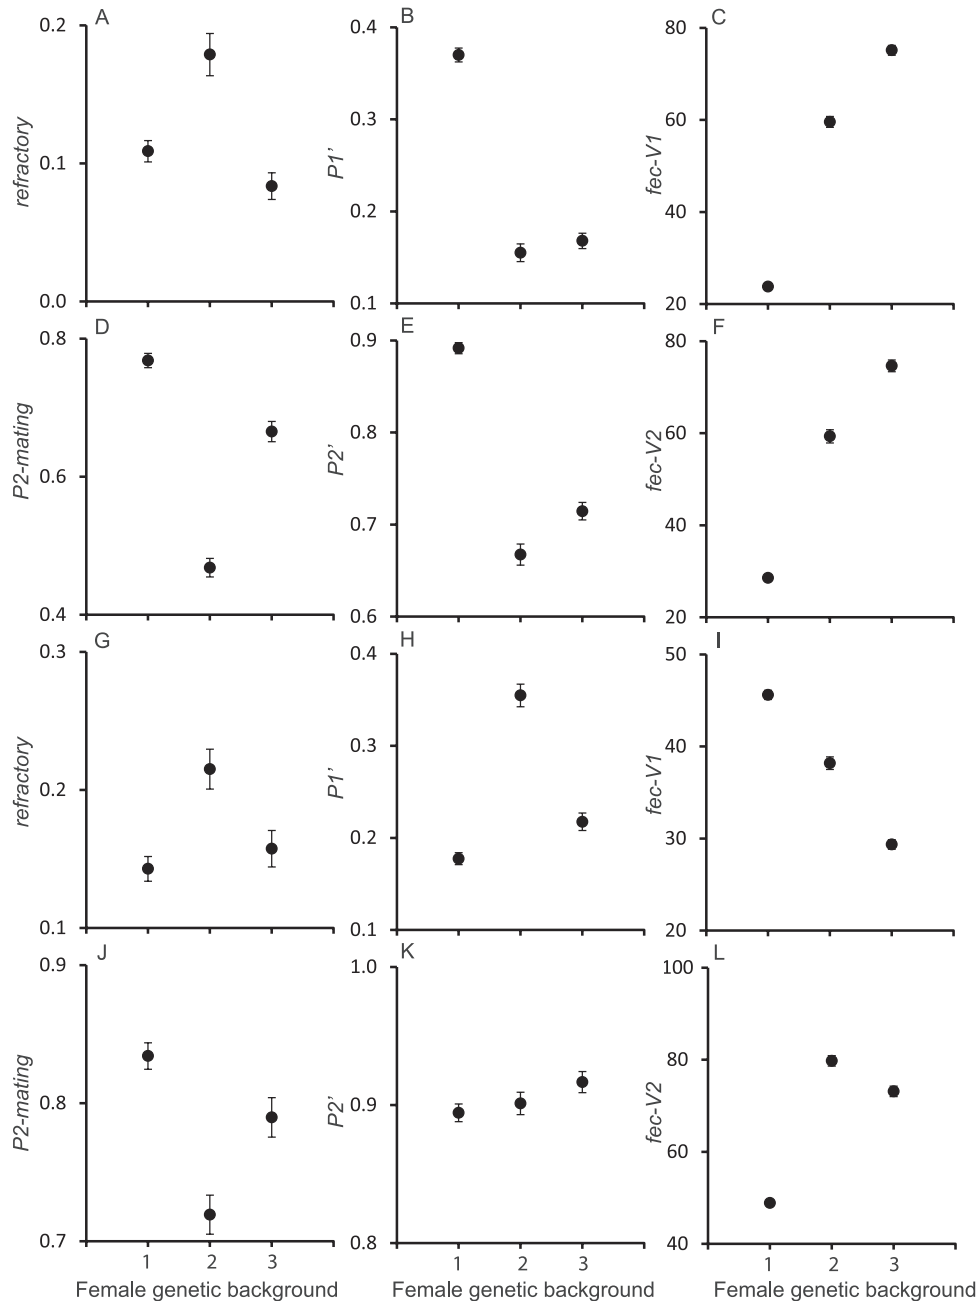 A
0.2
0.1
0.0
refractory
B
0.4
0.3
0.2
0.1
P1'
C
80
60
40
20
fec-V1
D
0.8
0.6
0.4
P2-mating
E
0.9
0.8
0.7
0.6
P2'
F
80
60
40
20
fec-V2
G
0.3
0.2
0.1
refractory
H
0.4
0.3
0.2
0.1
P1'
I
50
40
30
20
fec-V1
J
0.9
0.8
0.7
P2-mating
1 2 3
Female genetic background
K
1.0
0.9
0.8
P2'
1 2 3
Female genetic background
L
100
80
60
40
fec-V2
1 2 3
Female genetic background